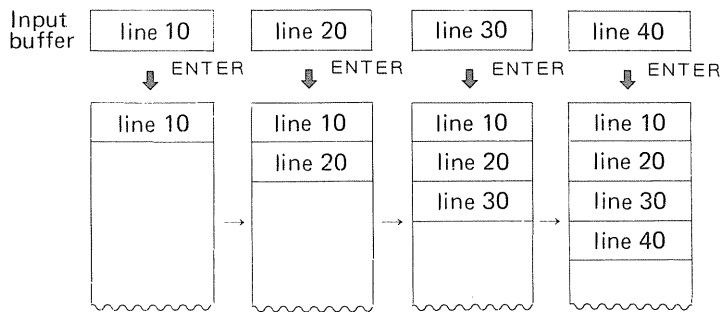 Input buffer line 10 line 20 line 30 line 40
ENTER ENTER ENTER ENTER
line 10 line 10 line 10 line 10
line 20 line 20 line 20
line 30 line 30
→ → → line 40